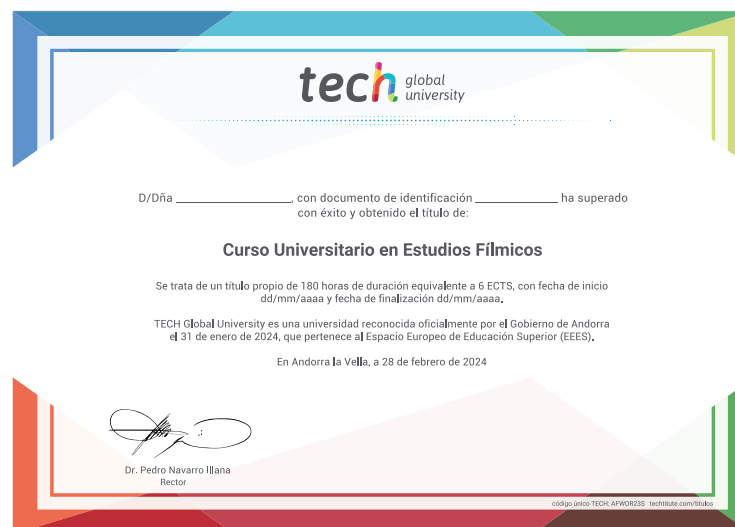 tech global university
D/Dña ____________________, con documento de identificación ______________ ha superado
con éxito y obtenido el título de:
Curso Universitario en Estudios Fílmicos
Se trata de un título propio de 180 horas de duración equivalente a 6 ECTS, con fecha de inicio
dd/mm/aaaa y fecha de finalización dd/mm/aaaa.
TECH Global University es una universidad reconocida oficialmente por el Gobierno de Andorra
el 31 de enero de 2024, que pertenece al Espacio Europeo de Educación Superior (EEES).
En Andorra la Vella, a 28 de febrero de 2024
Dr. Pedro Navarro Illana
Rector
código único TECH: AFWOR23S techtitute.com/titulos